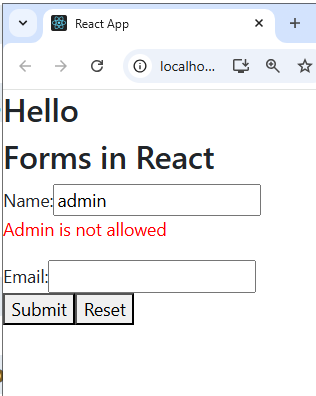 React App
localho...
Hello
Forms in React
Name: admin
Admin is not allowed
Email:
Submit Reset